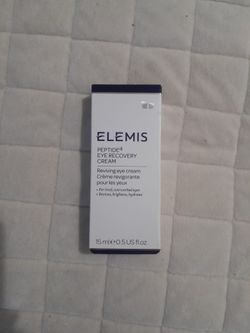 ELEMIS
PEPTIDE⁴
EYE RECOVERY
CREAM
Reviving eye cream
Crème revigorante
pour les yeux
15 ml e 0.5 US fl.oz.